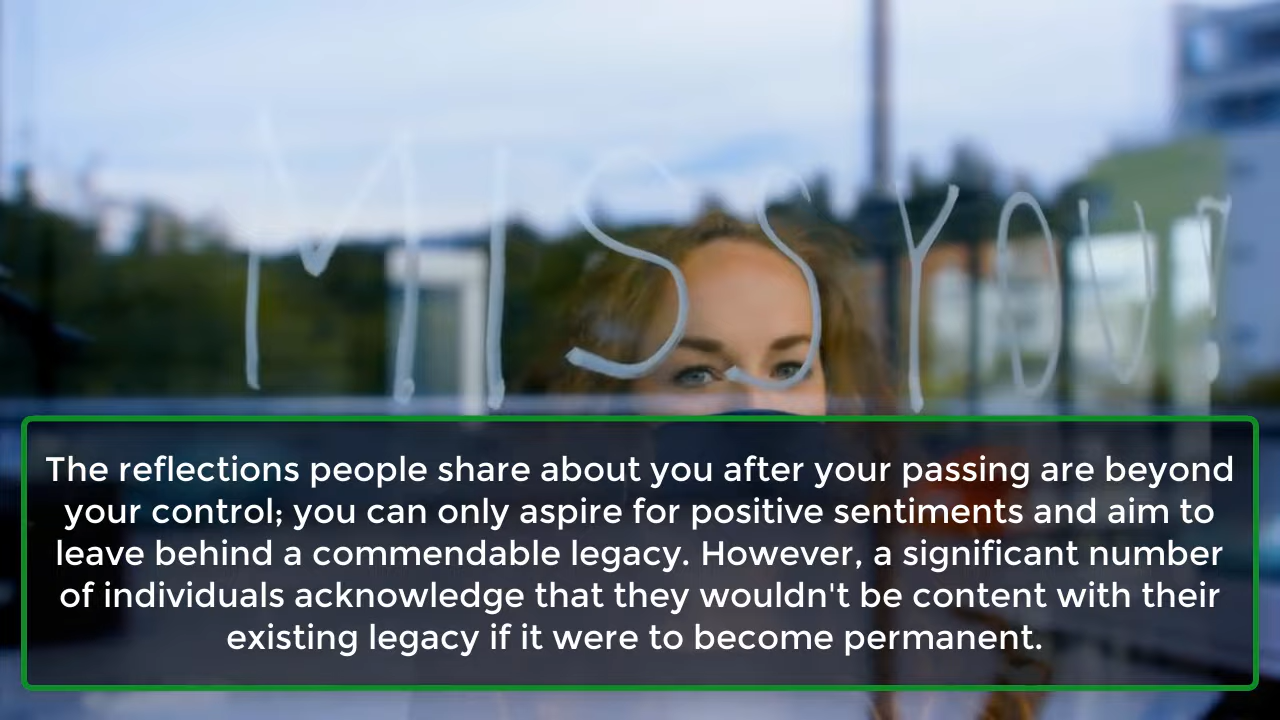 MISS YOU!
The reflections people share about you after your passing are beyond
your control; you can only aspire for positive sentiments and aim to
leave behind a commendable legacy. However, a significant number
of individuals acknowledge that they wouldn't be content with their
existing legacy if it were to become permanent.